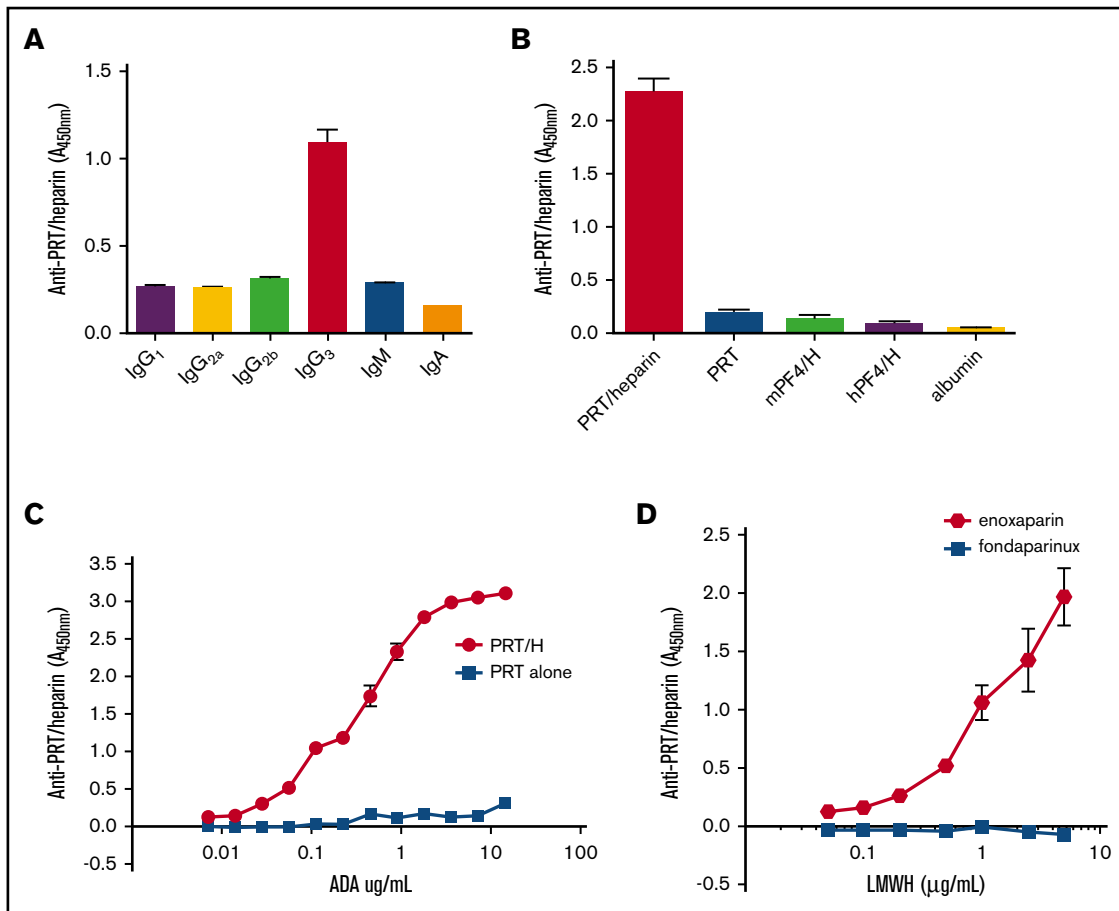 A
Anti-PRT/heparin (A450nm)
1.5
1.0
0.5
0.0
IgG1
IgG2a
IgG2b
IgG3
IgM
IgA
B
Anti-PRT/heparin (A450nm)
2.5
2.0
1.5
1.0
0.5
0.0
PRT/heparin
PRT
mPF4/H
hPF4/H
albumin
C
Anti-PRT/heparin (A450nm)
3.5
3.0
2.5
2.0
1.5
1.0
0.5
0.0
-0.5
PRT/H
PRT alone
0.01
0.1
1
10
100
ADA ug/mL
D
enoxaparin
fondaparinux
Anti-PRT/heparin (A450nm)
2.5
2.0
1.5
1.0
0.5
0.0
-0.5
0.1
1
10
LMWH (μg/mL)